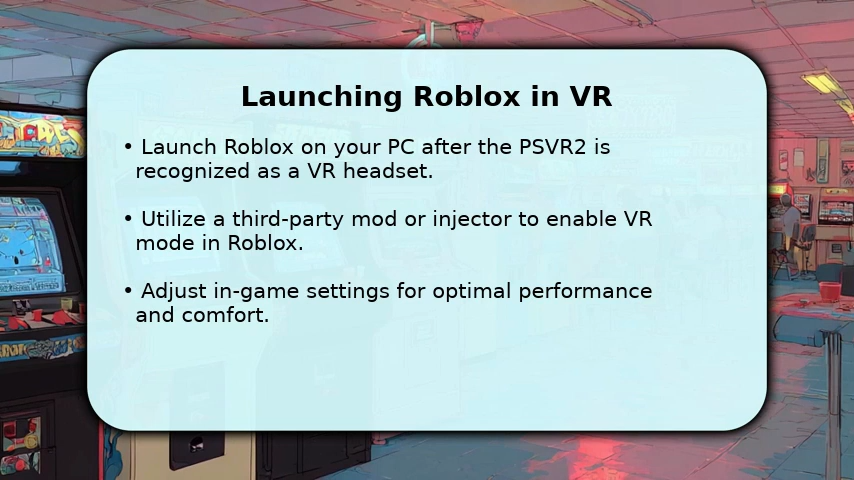 Launching Roblox in VR
• Launch Roblox on your PC after the PSVR2 is
recognized as a VR headset.
• Utilize a third-party mod or injector to enable VR
mode in Roblox.
• Adjust in-game settings for optimal performance
and comfort.